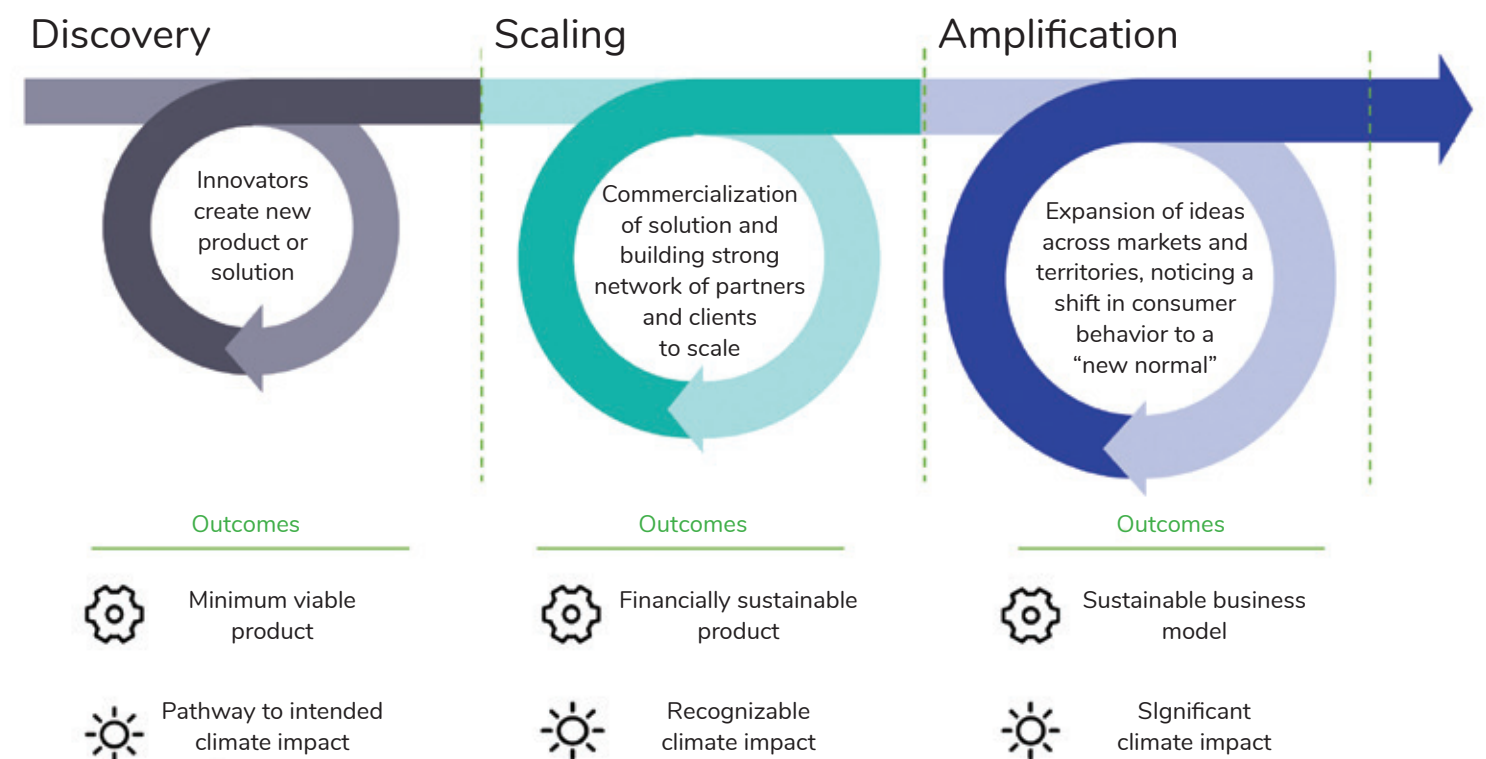 Discovery
Scaling
Amplification
Innovators
create new
product or
solution
Commercialization
of solution and
building strong
network of partners
and clients
to scale
Expansion of ideas
across markets and
territories, noticing a
shift in consumer
behavior to a
“new normal”
Outcomes
Minimum viable
product
Pathway to intended
climate impact
Outcomes
Financially sustainable
product
Recognizable
climate impact
Outcomes
Sustainable business
model
SIgnificant
climate impact